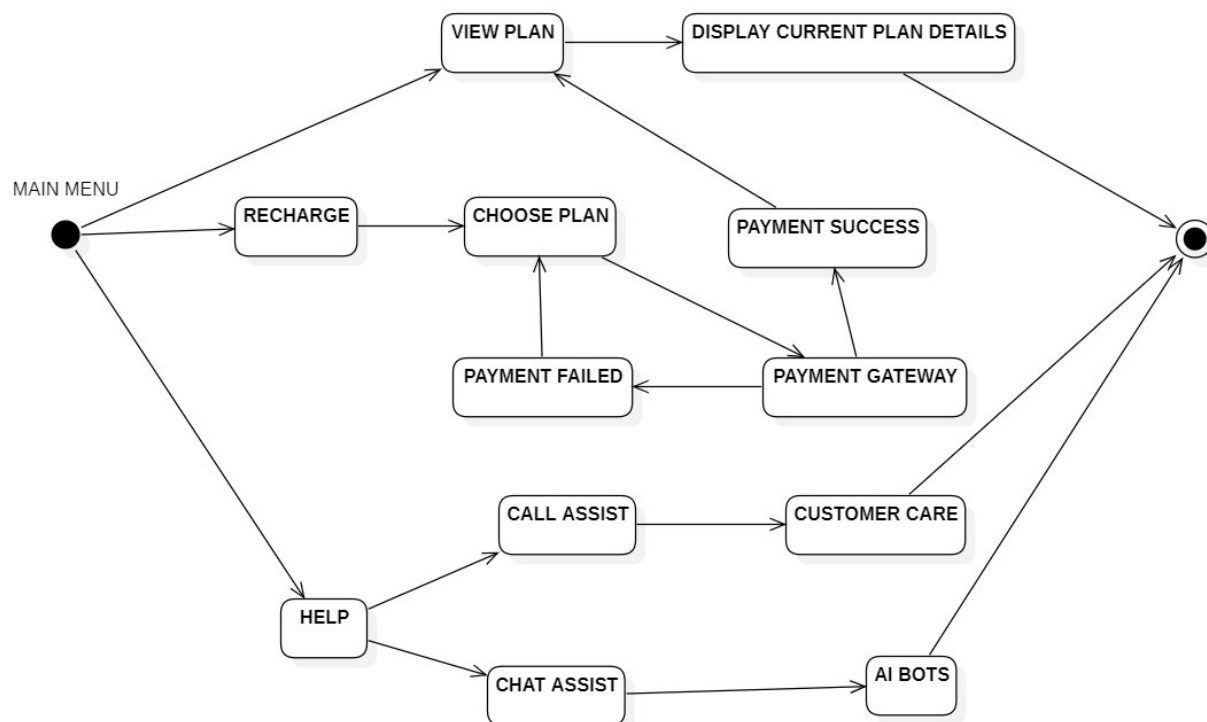 VIEW PLAN
DISPLAY CURRENT PLAN DETAILS
MAIN MENU
RECHARGE
CHOOSE PLAN
PAYMENT SUCCESS
PAYMENT FAILED
PAYMENT GATEWAY
CALL ASSIST
CUSTOMER CARE
HELP
CHAT ASSIST
AI BOTS